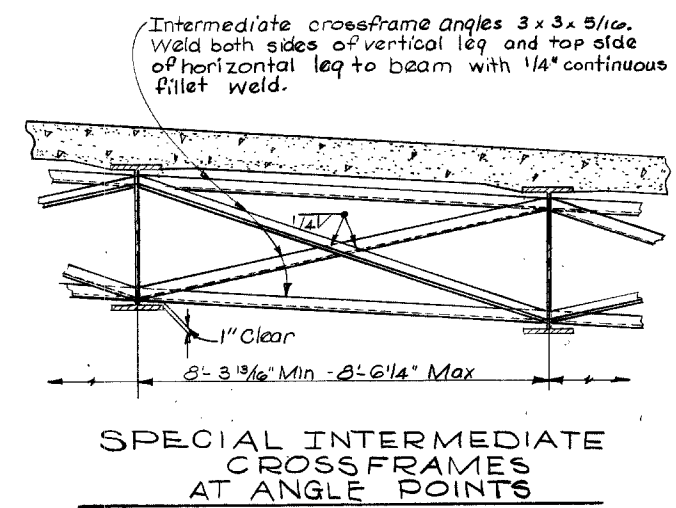 Intermediate crossframe angles 3 x 3 x 5/16.
Weld both sides of vertical leg and top side
of horizontal leg to beam with 1/4" continuous
fillet weld.
1/4
1" Clear
8'- 3 13/16" Min - 8'- 6 1/4" Max
SPECIAL INTERMEDIATE
CROSSFRAMES
AT ANGLE POINTS